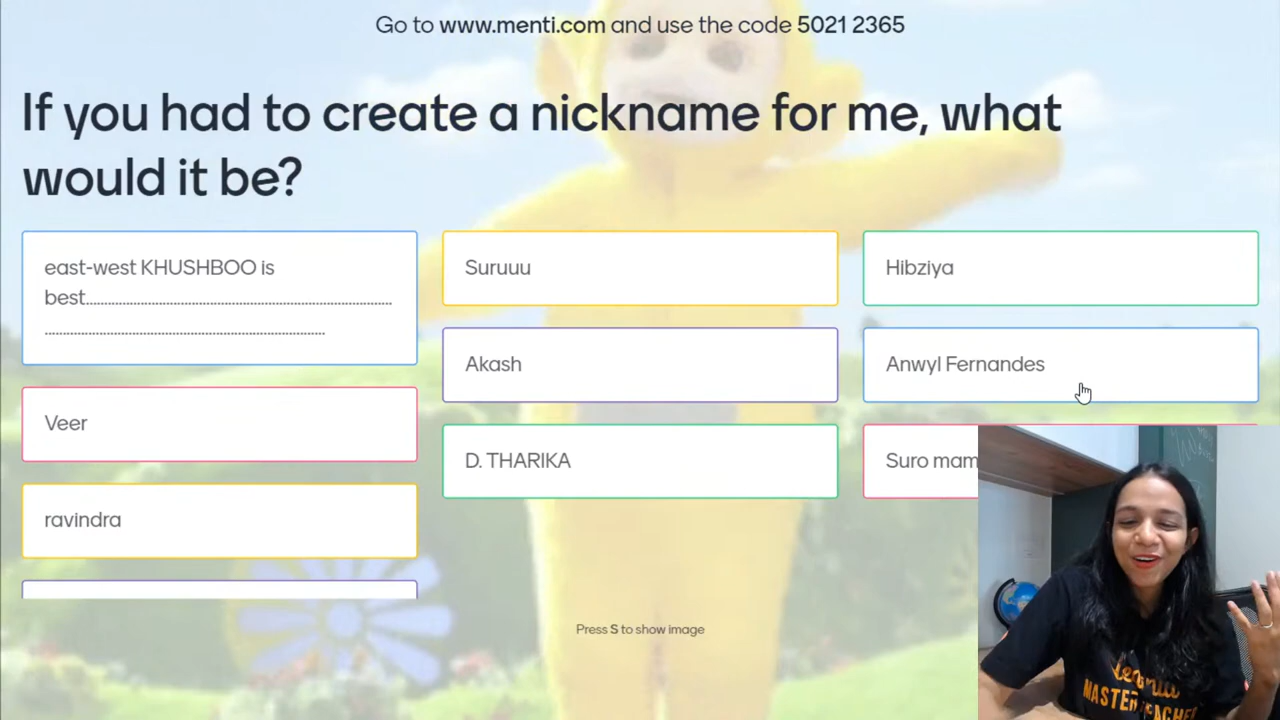 Go to www.menti.com and use the code 5021 2365
If you had to create a nickname for me, what
would it be?
east-west KHUSHBOO is
best..........................................................................................
..................................................................................
Veer
ravindra
Suruuu
Akash
D. THARIKA
Hibziya
Anwyl Fernandes
Suro mam
Press S to show image
MASTER TEACHER